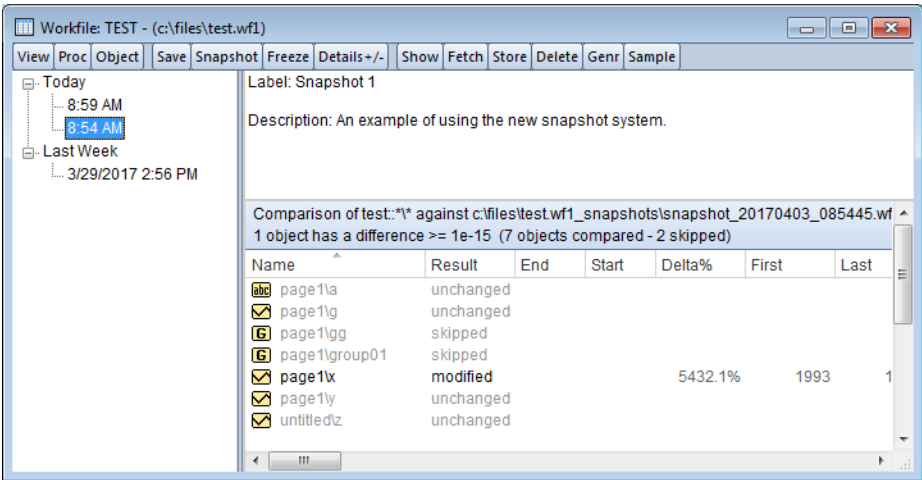 Workfile: TEST - (c:\files\test.wf1)
View Proc Object Save Snapshot Freeze Details+/- Show Fetch Store Delete Genr Sample
Today
8:59 AM
8:54 AM
Last Week
3/29/2017 2:56 PM
Label: Snapshot 1
Description: An example of using the new snapshot system.
Comparison of test::*\* against c:\files\test.wf1_snapshots\snapshot_20170403_085445.wf
1 object has a difference >= 1e-15 (7 objects compared - 2 skipped)
Name Result End Start Delta% First Last
abc page1\a unchanged
page1\g unchanged
G page1\gg skipped
G page1\group01 skipped
page1\x modified 5432.1% 1993 1
page1\y unchanged
untitled\z unchanged